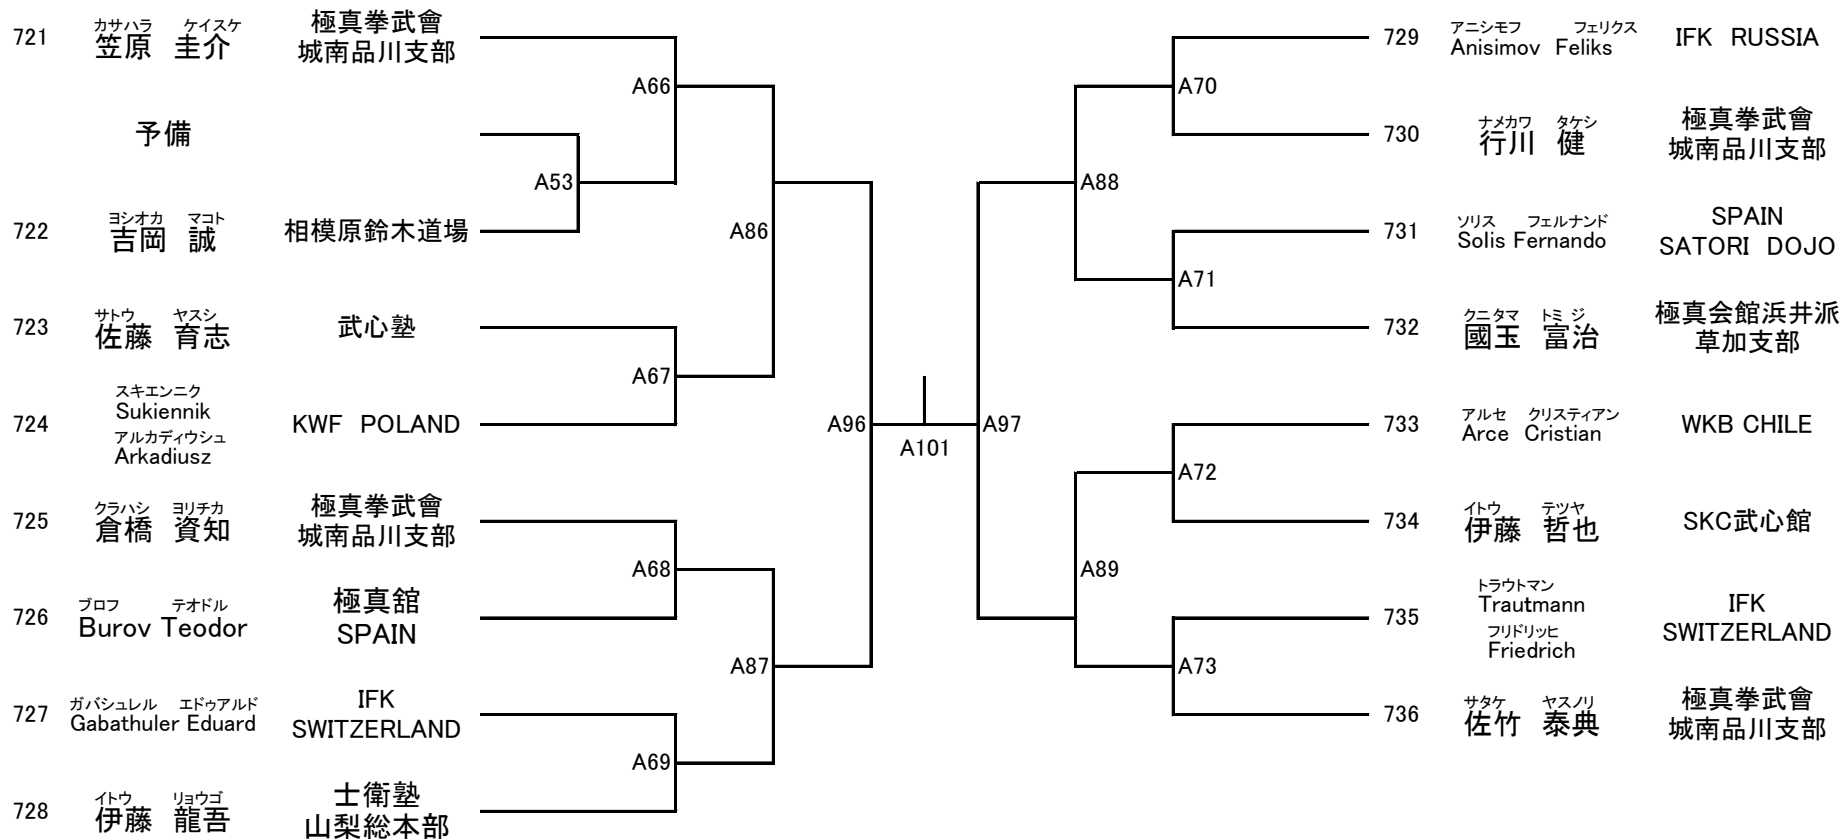 カサハラ ケイスケ
721 笠原 圭介 極真拳武會
城南品川支部
A66
予備
A53
ヨシオカ マコト
722 吉岡 誠 相模原鈴木道場
A86
サトウ ヤスシ
723 佐藤 育志 武心塾
A67
スキエンニク
Sukiennik
724 KWF POLAND
アルカディウシュ
Arkadiusz
A96
A101
クラハシ ヨリチカ
725 倉橋 資知 極真拳武會
城南品川支部
A68
ブロフ テオドル
726 Burov Teodor 極真舘
SPAIN
A87
ガバシュレル エドゥアルド
727 Gabathuler Eduard IFK
SWITZERLAND
A69
イトウ リョウゴ
728 伊藤 龍吾 士衛塾
山梨総本部
アニシモフ フェリクス
729 Anisimov Feliks IFK RUSSIA
A70
ナメカワ タケシ
730 行川 健 極真拳武會
城南品川支部
A88
ソリス フェルナンド
731 Solis Fernando SPAIN
SATORI DOJO
A71
クニタマ トミジ
732 國玉 富治 極真会館浜井派
草加支部
A97
アルセ クリスティアン
733 Arce Cristian WKB CHILE
A72
イトウ テツヤ
734 伊藤 哲也 SKC武心館
A89
トラウトマン
Trautmann
735 IFK
SWITZERLAND
フリドリッヒ
Friedrich
A73
サタケ ヤスノリ
736 佐竹 泰典 極真拳武會
城南品川支部